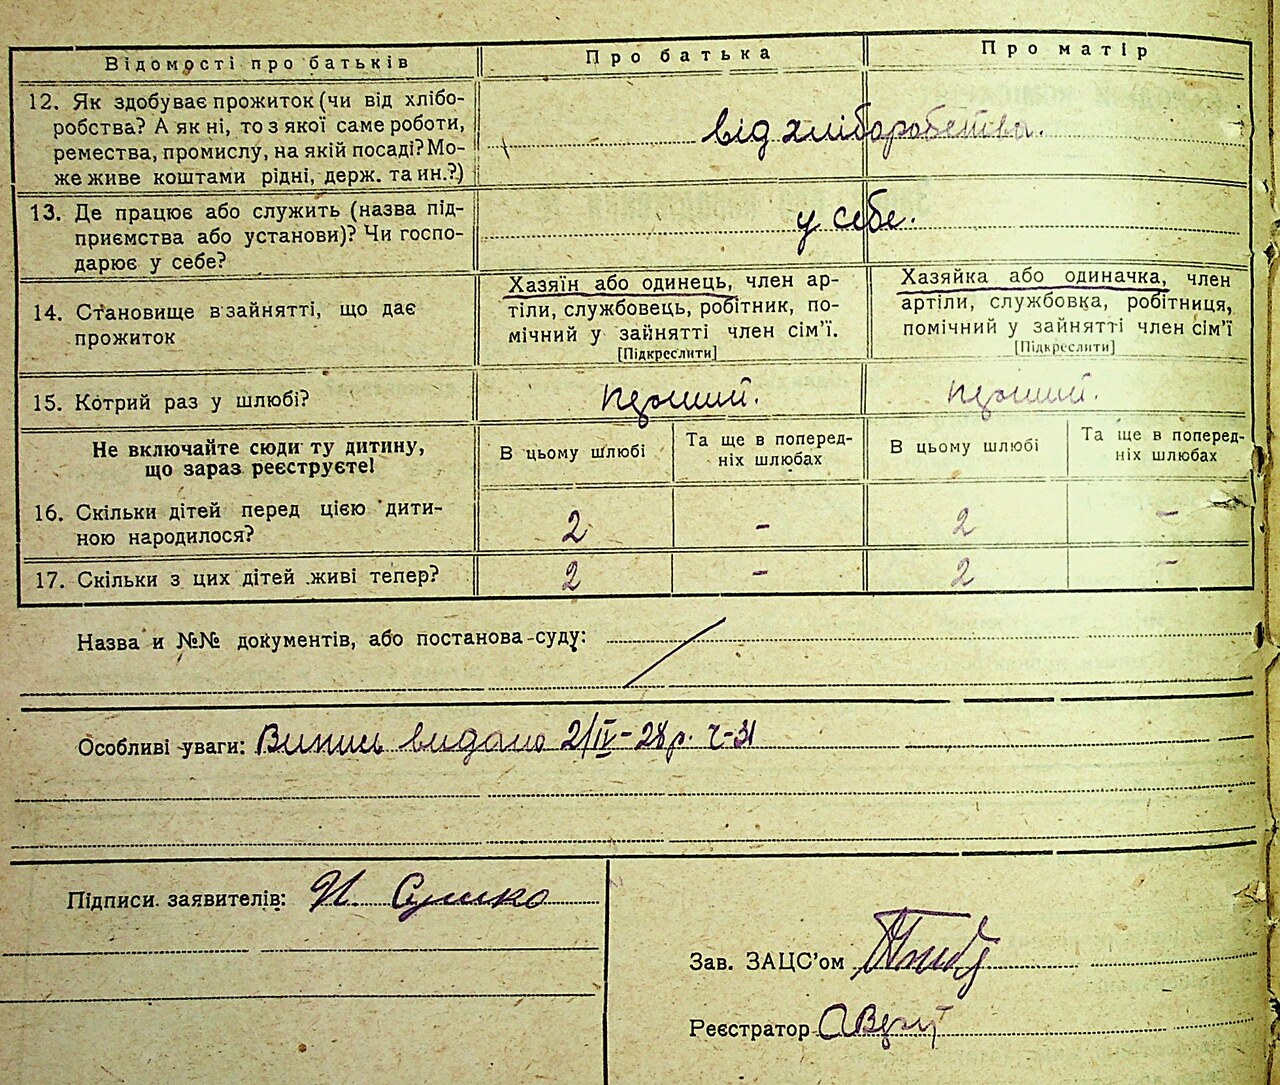 Відомості про батьків
Про батька
Про матір
12. Як здобуває прожиток (чи від хлібо-
робства? А як ні, то з якої саме роботи,
ремества, промислу, на якій посаді? Мо-
же живе коштами рідні, держ. та ин.?)
від хліборобства.
13. Де працює або служить (назва під-
приємства або установи)? Чи госпо-
дарює у себе?
у себе.
14. Становище в зайнятті, що дає
прожиток
Хазяїн або одинець, член ар-
тіли, службовець, робітник, по-
мічний у зайнятті член сім'ї.
[Підкреслити]
Хазяйка або одиначка, член
артіли, службовка, робітниця,
помічний у зайнятті член сім'ї
[Підкреслити]
15. Котрий раз у шлюбі?
перший.
перший.
Не включайте сюди ту дитину,
що зараз реєструєте!
В цьому шлюбі
Та ще в поперед-
ніх шлюбах
В цьому шлюбі
Та ще в поперед-
ніх шлюбах
16. Скільки дітей перед цією дити-
ною народилося?
2 - 2 -
17. Скільки з цих дітей живі тепер?
2 - 2 -
Назва и №№ документів, або постанова суду:
Особливі уваги: Випис видано 2/IV-28 р. ч-31
Підписи заявителів: И. Сушко
Зав. ЗАЦС'ом
Реєстратор